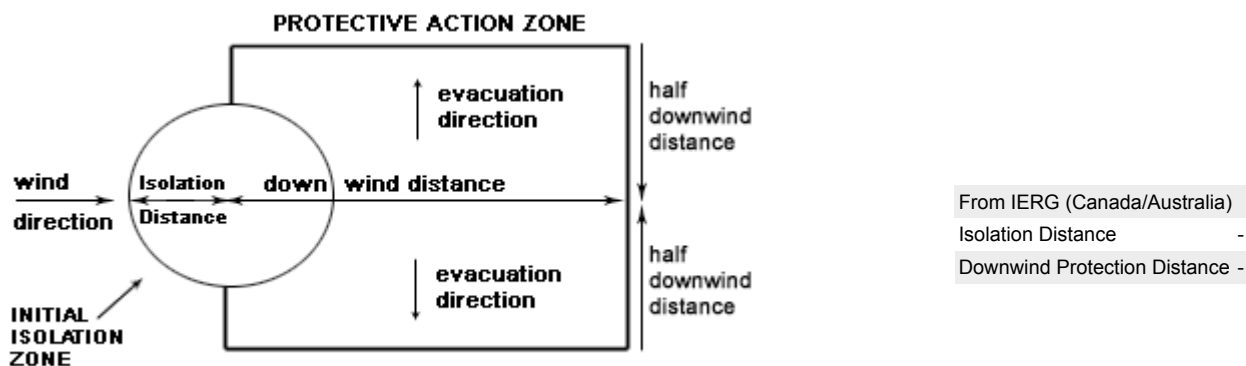 PROTECTIVE ACTION ZONE
evacuation
direction
half
downwind
distance
wind
direction
Isolation
Distance
down wind distance
evacuation
direction
half
downwind
distance
INITIAL
ISOLATION
ZONE
From IERG (Canada/Australia)
Isolation Distance -
Downwind Protection Distance -